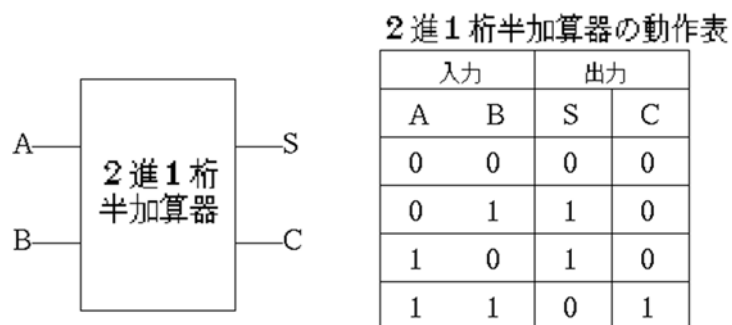 2進1桁半加算器の動作表
入力 出力
A B S C
0 0 0 0
0 1 1 0
1 0 1 0
1 1 0 1
A S
2進1桁
半加算器
B C